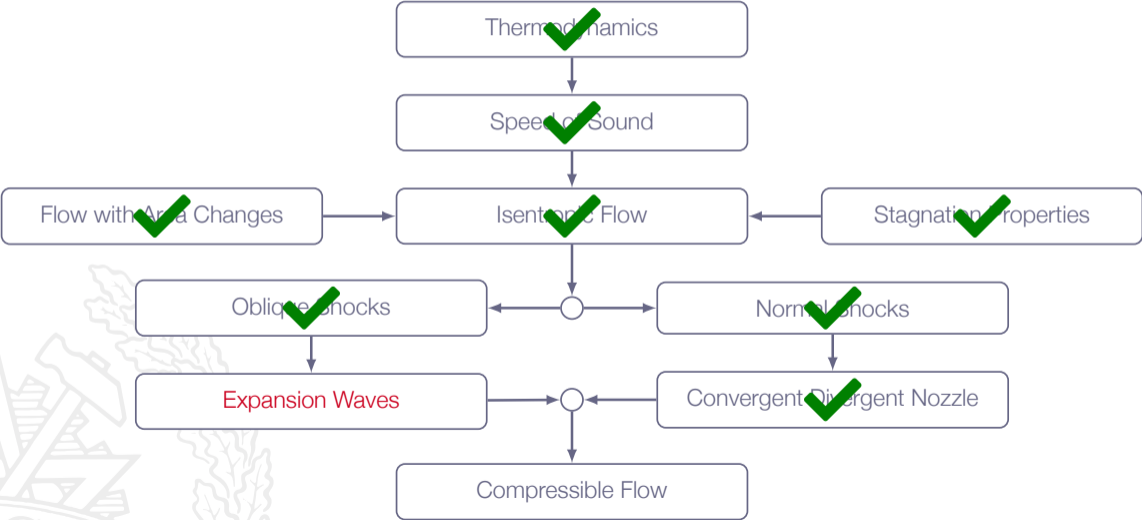 Thermodynamics
Speed of Sound
Flow with Area Changes
Isentropic Flow
Stagnation Properties
Oblique Shocks
Normal Shocks
Expansion Waves
Convergent Divergent Nozzle
Compressible Flow